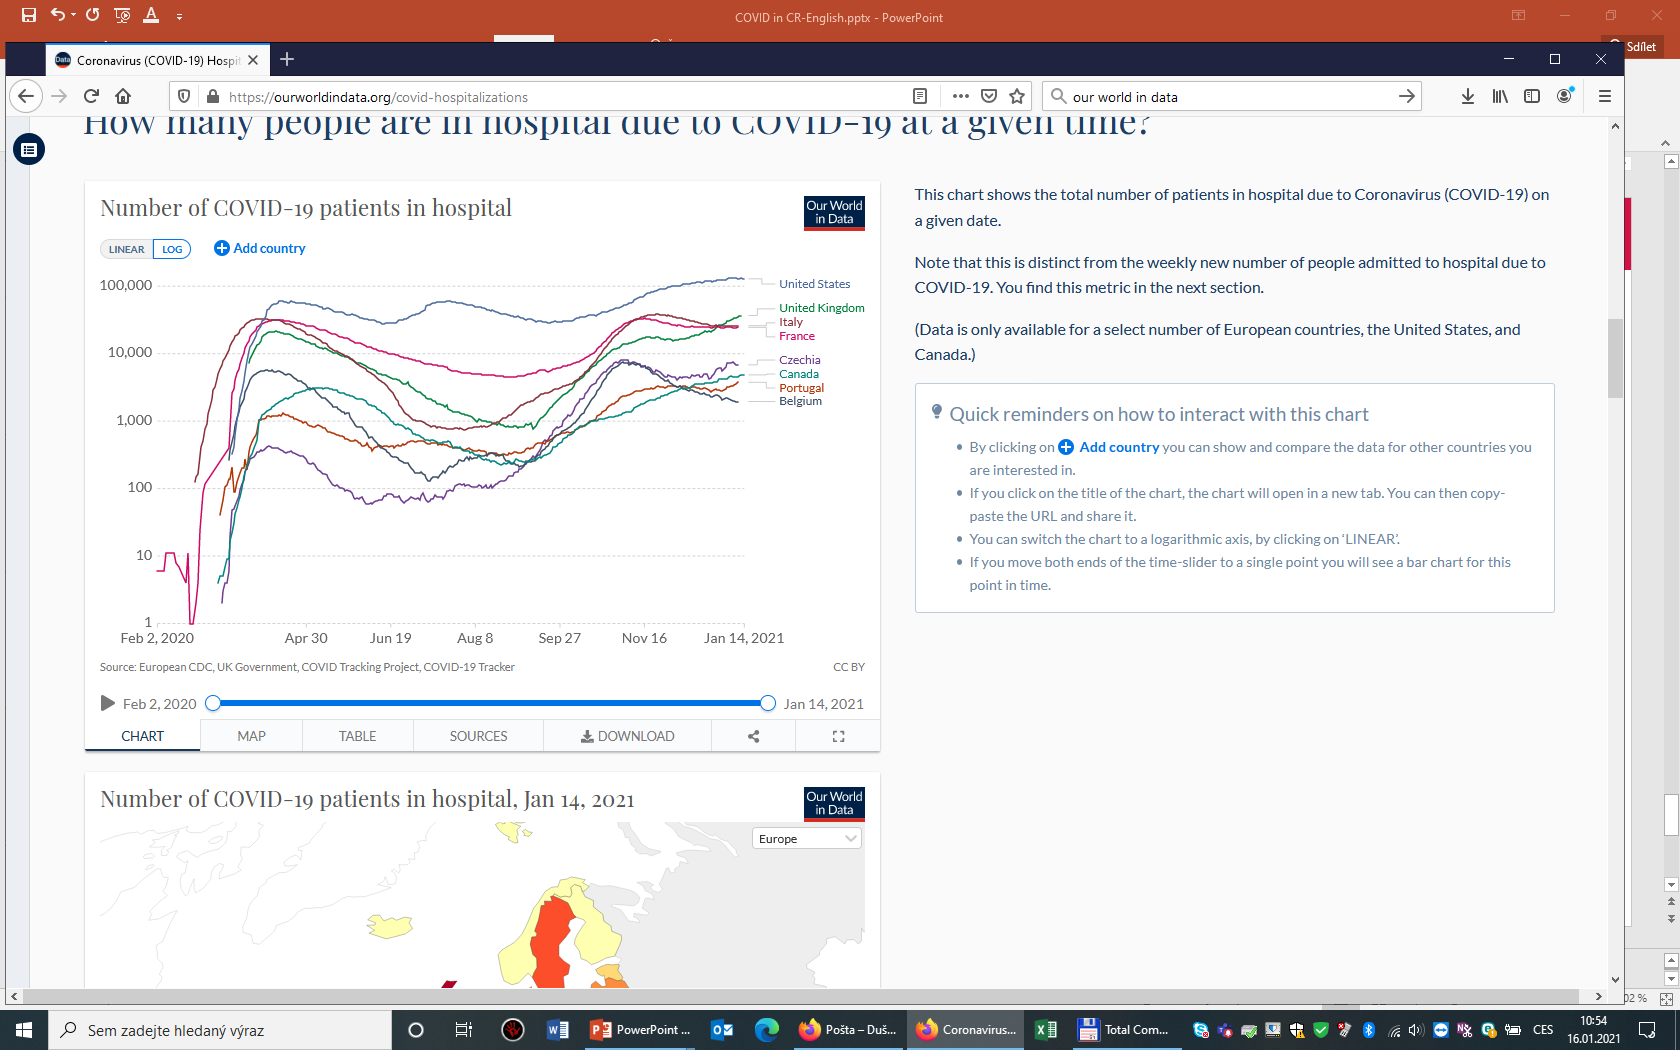 COVID in CR-English.pptx - PowerPoint
Sdílet
Coronavirus (COVID-19) Hospit
https://ourworldindata.org/covid-hospitalizations
our world in data
How many people are in hospital due to COVID-19 at a given time?
Number of COVID-19 patients in hospital
Our World
in Data
LINEAR
LOG
Add country
100,000
10,000
1,000
100
10
1
United States
United Kingdom
Italy
France
Czechia
Canada
Portugal
Belgium
Feb 2, 2020
Apr 30
Jun 19
Aug 8
Sep 27
Nov 16
Jan 14, 2021
Source: European CDC, UK Government, COVID Tracking Project, COVID-19 Tracker
CC BY
Feb 2, 2020
Jan 14, 2021
CHART
MAP
TABLE
SOURCES
DOWNLOAD
This chart shows the total number of patients in hospital due to Coronavirus (COVID-19) on
a given date.
Note that this is distinct from the weekly new number of people admitted to hospital due to
COVID-19. You find this metric in the next section.
(Data is only available for a select number of European countries, the United States, and
Canada.)
Quick reminders on how to interact with this chart
By clicking on Add country you can show and compare the data for other countries you
are interested in.
If you click on the title of the chart, the chart will open in a new tab. You can then copy-
paste the URL and share it.
You can switch the chart to a logarithmic axis, by clicking on ‘LINEAR’.
If you move both ends of the time-slider to a single point you will see a bar chart for this
point in time.
Number of COVID-19 patients in hospital, Jan 14, 2021
Our World
in Data
Europe
02 %
Sem zadejte hledaný výraz
PowerPoint ...
Pošta – Duš...
Coronavirus...
Total Com...
CES
10:54
16.01.2021